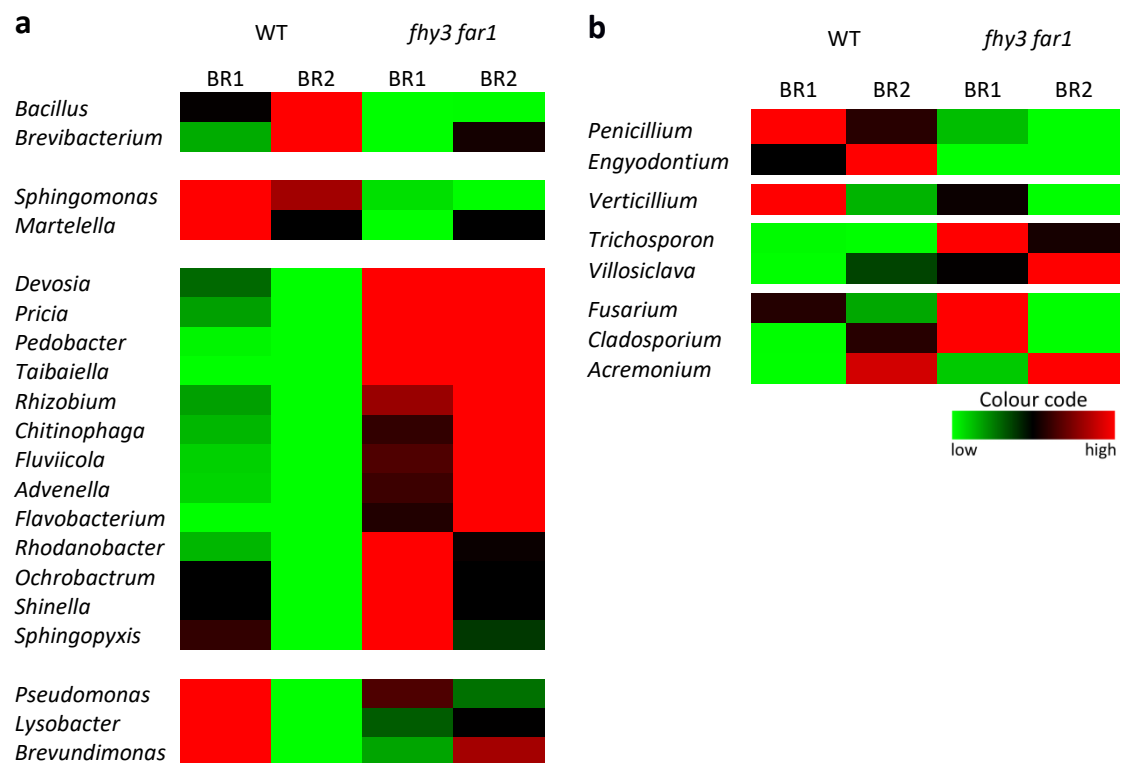 a
WT
fhy3 far1
BR1
BR2
BR1
BR2
Bacillus
Brevibacterium
Sphingomonas
Martelella
Devosia
Pricia
Pedobacter
Taibaiella
Rhizobium
Chitinophaga
Fluviicola
Advenella
Flavobacterium
Rhodanobacter
Ochrobactrum
Shinella
Sphingopyxis
Pseudomonas
Lysobacter
Brevundimonas
b
WT
fhy3 far1
BR1
BR2
BR1
BR2
Penicillium
Engyodontium
Verticillium
Trichosporon
Villosiclava
Fusarium
Cladosporium
Acremonium
Colour code
low
high